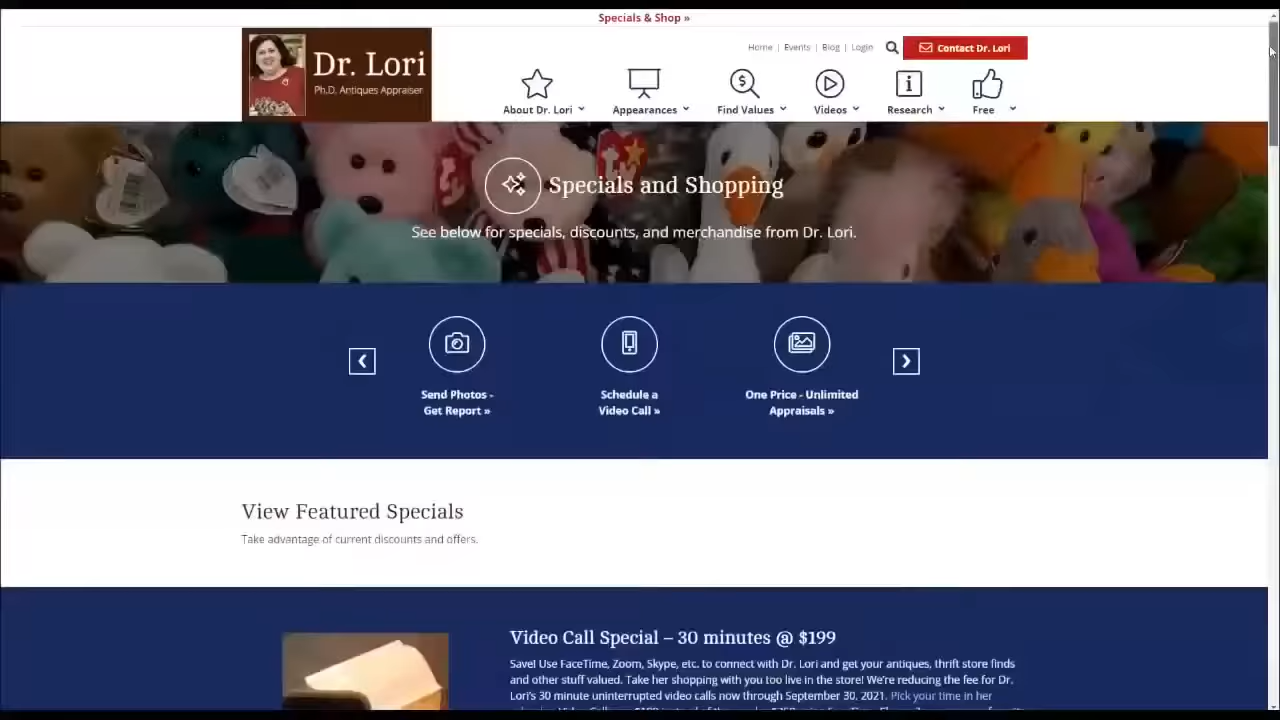 Specials & Shop »
Dr. Lori
Ph.D. Antiques Appraiser
Home | Events | Blog | Login
Contact Dr. Lori
About Dr. Lori
Appearances
Find Values
Videos
Research
Free
Specials and Shopping
See below for specials, discounts, and merchandise from Dr. Lori.
Send Photos -
Get Report »
Schedule a
Video Call »
One Price - Unlimited
Appraisals »
View Featured Specials
Take advantage of current discounts and offers.
Video Call Special – 30 minutes @ $199
Save! Use FaceTime, Zoom, Skype, etc. to connect with Dr. Lori and get your antiques, thrift store finds
and other stuff valued. Take her shopping with you too live in the store! We're reducing the fee for Dr.
Lori's 30 minute uninterrupted video calls now through September 30, 2021. Pick your time in her